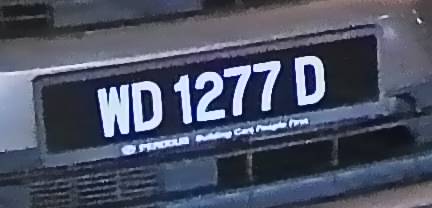 WD 1277 D
PERODUA Building Cars People First